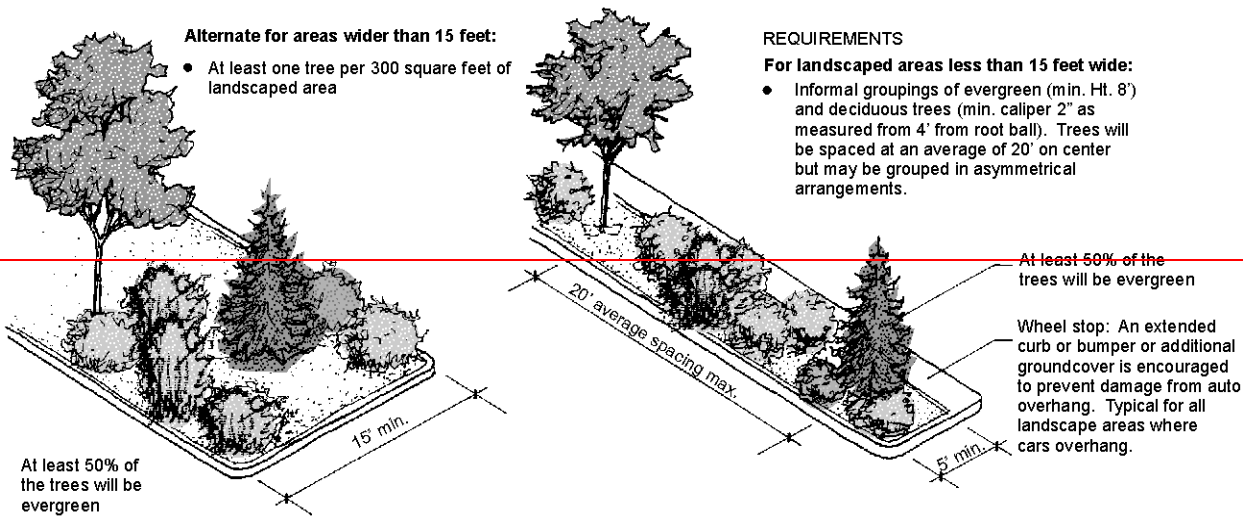 Alternate for areas wider than 15 feet:
● At least one tree per 300 square feet of
landscaped area
At least 50% of
the trees will be
evergreen
15' min.
REQUIREMENTS
For landscaped areas less than 15 feet wide:
● Informal groupings of evergreen (min. Ht. 8')
and deciduous trees (min. caliper 2” as
measured from 4' from root ball). Trees will
be spaced at an average of 20' on center
but may be grouped in asymmetrical
arrangements.
At least 50% of the
trees will be evergreen
Wheel stop: An extended
curb or bumper or additional
groundcover is encouraged
to prevent damage from auto
overhang. Typical for all
landscape areas where
cars overhang.
20' average spacing max.
5' min.